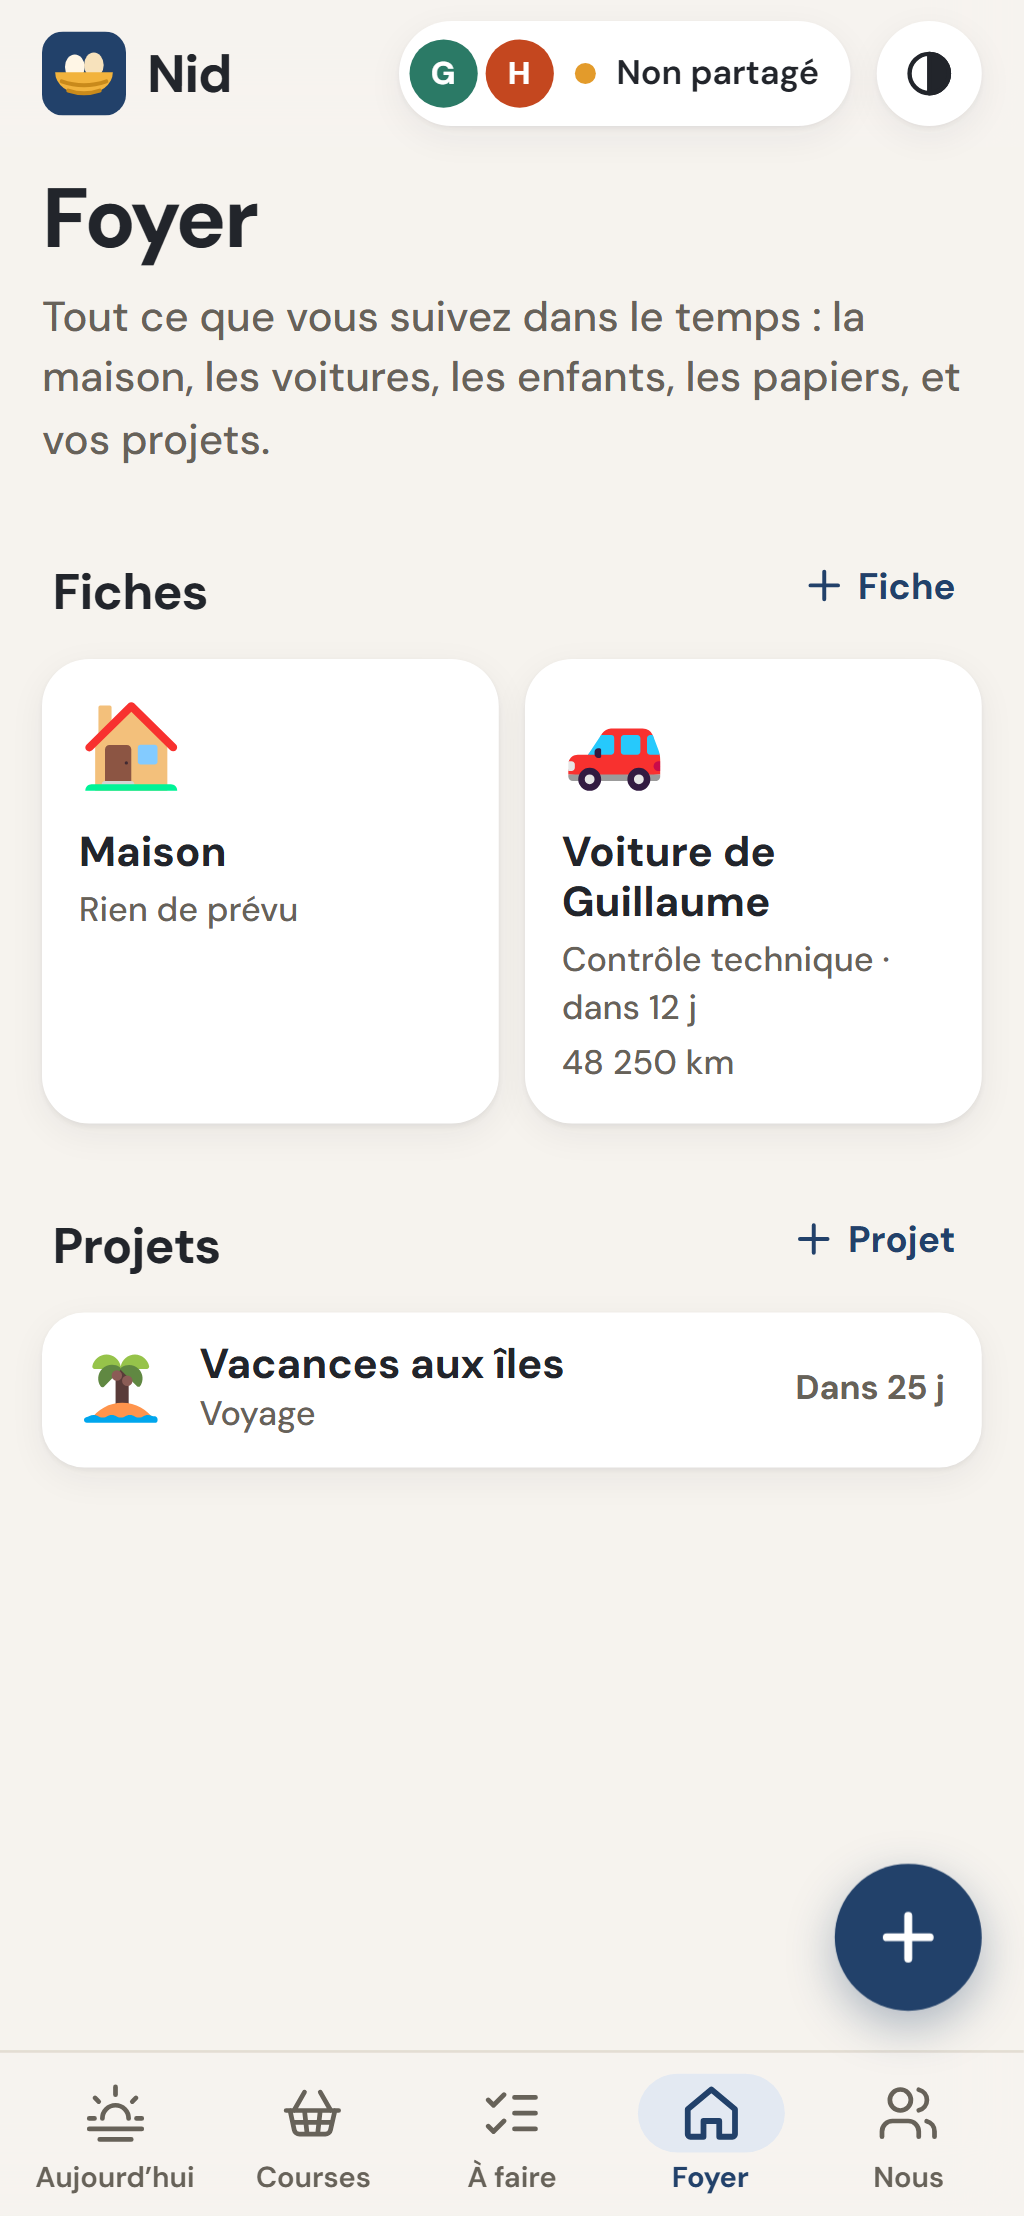 Nid
G H Non partagé
Foyer
Tout ce que vous suivez dans le temps : la
maison, les voitures, les enfants, les papiers, et
vos projets.
Fiches
+ Fiche
Maison
Rien de prévu
Voiture de
Guillaume
Contrôle technique ·
dans 12 j
48 250 km
Projets
+ Projet
Vacances aux îles
Voyage
Dans 25 j
Aujourd’hui
Courses
À faire
Foyer
Nous